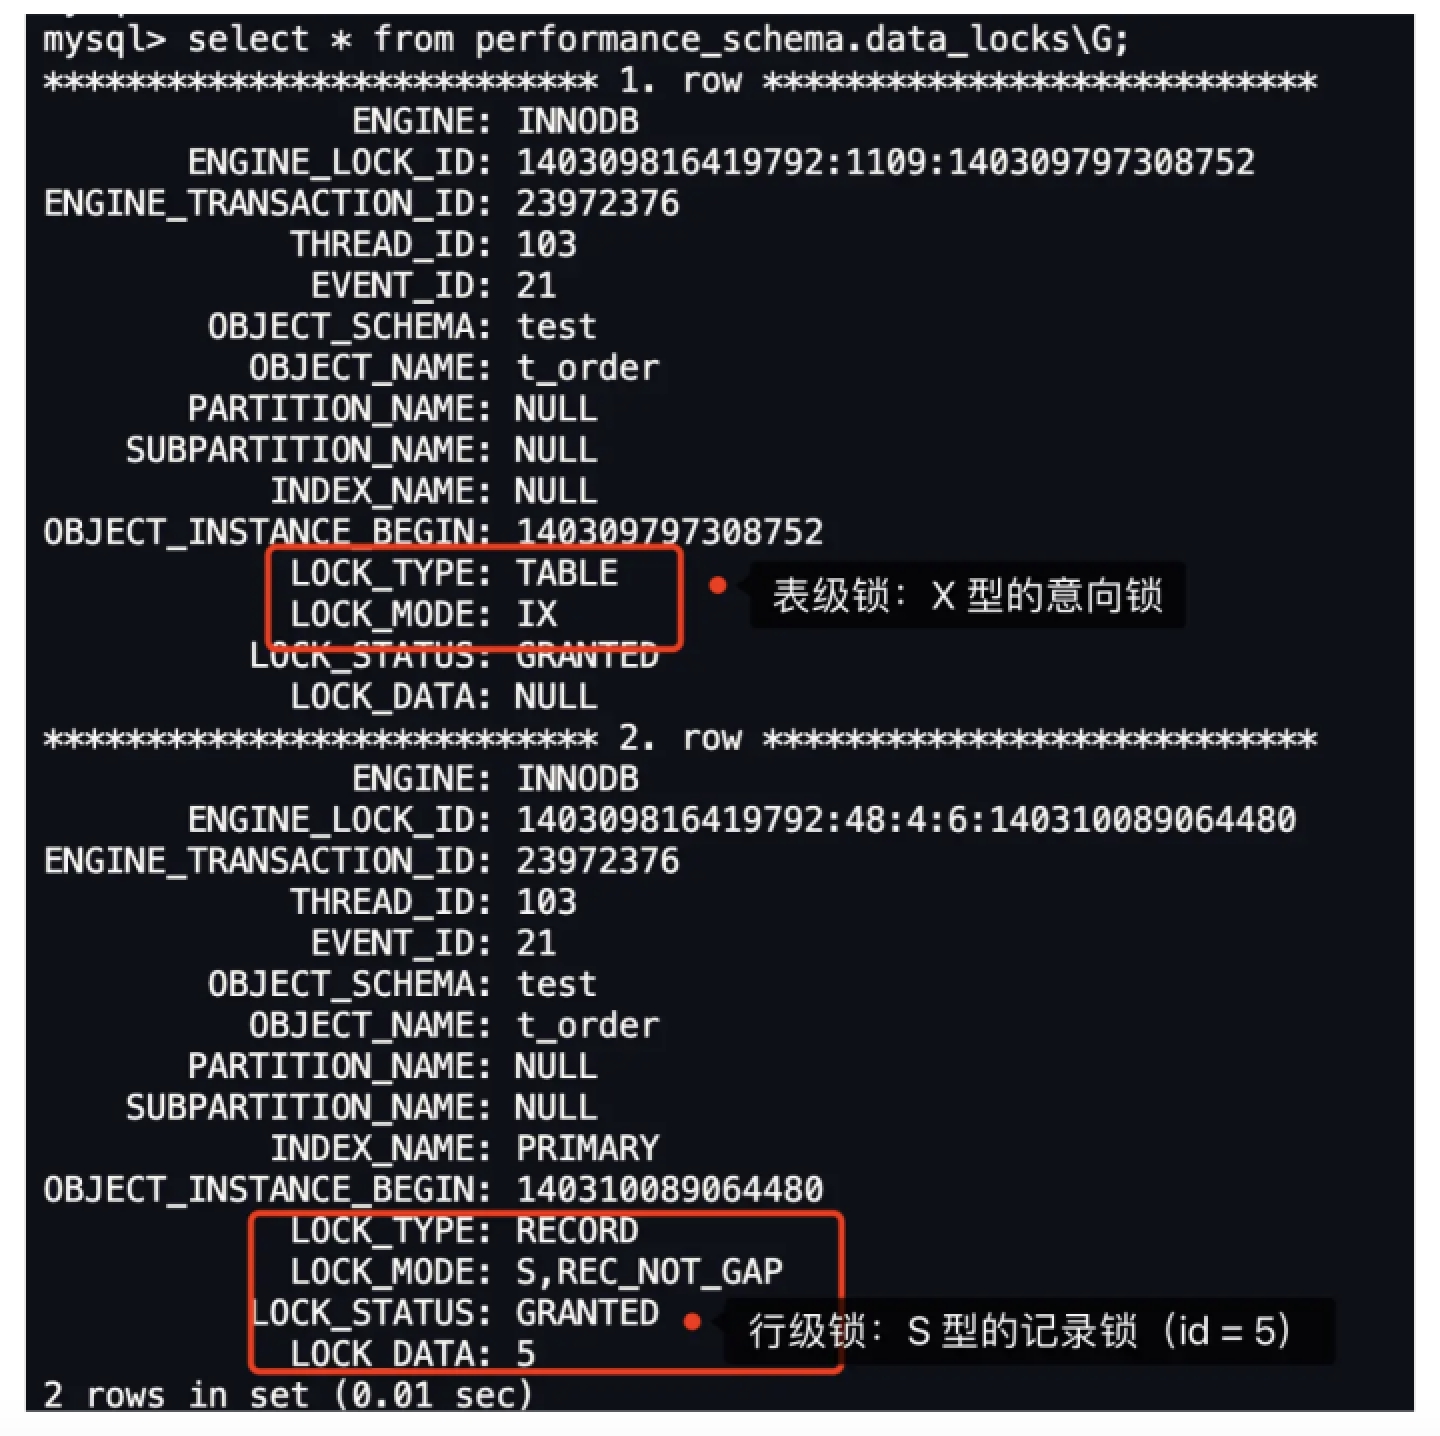 mysql> select * from performance_schema.data_locks\G;
*************************** 1. row ***************************
ENGINE: INNODB
ENGINE_LOCK_ID: 140309816419792:1109:140309797308752
ENGINE_TRANSACTION_ID: 23972376
THREAD_ID: 103
EVENT_ID: 21
OBJECT_SCHEMA: test
OBJECT_NAME: t_order
PARTITION_NAME: NULL
SUBPARTITION_NAME: NULL
INDEX_NAME: NULL
OBJECT_INSTANCE_BEGIN: 140309797308752
LOCK_TYPE: TABLE
表级锁：X 型的意向锁
LOCK_MODE: IX
LOCK_STATUS: GRANTED
LOCK_DATA: NULL
*************************** 2. row ***************************
ENGINE: INNODB
ENGINE_LOCK_ID: 140309816419792:48:4:6:140310089064480
ENGINE_TRANSACTION_ID: 23972376
THREAD_ID: 103
EVENT_ID: 21
OBJECT_SCHEMA: test
OBJECT_NAME: t_order
PARTITION_NAME: NULL
SUBPARTITION_NAME: NULL
INDEX_NAME: PRIMARY
OBJECT_INSTANCE_BEGIN: 140310089064480
LOCK_TYPE: RECORD
LOCK_MODE: S,REC_NOT_GAP
LOCK_STATUS: GRANTED
行级锁：S 型的记录锁（id = 5）
LOCK_DATA: 5
2 rows in set (0.01 sec)